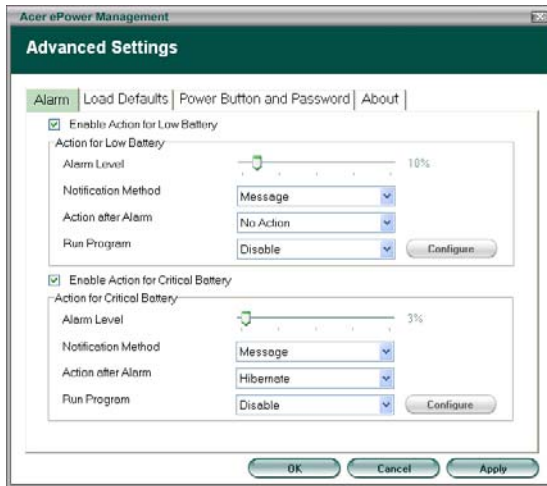 Acer ePower Management
Advanced Settings
Alarm Load Defaults Power Button and Password About
Enable Action for Low Battery
Action for Low Battery
Alarm Level 10%
Notification Method Message
Action after Alarm No Action
Run Program Disable Configure
Enable Action for Critical Battery
Action for Critical Battery
Alarm Level 3%
Notification Method Message
Action after Alarm Hibernate
Run Program Disable Configure
OK Cancel Apply